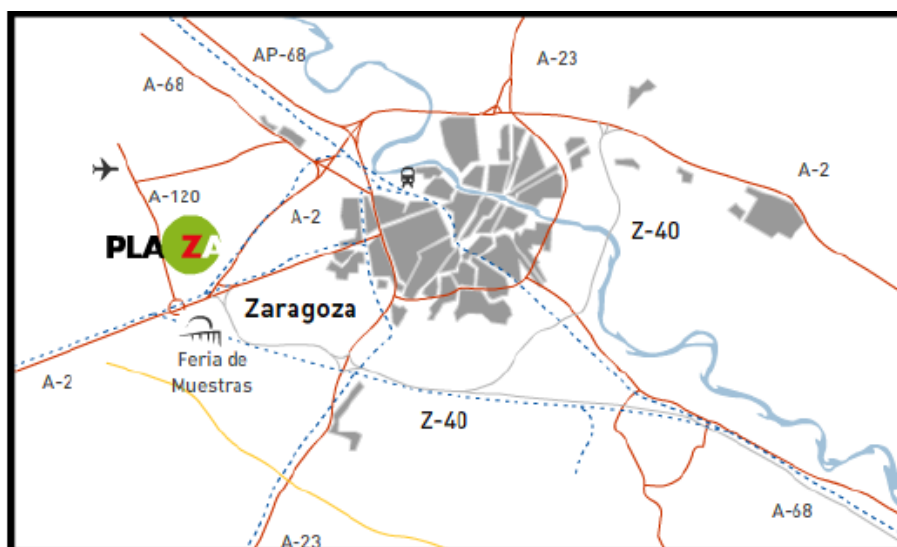 AP-68
A-23
A-68
A-2
A-120
A-2
Z-40
PLAZA
Zaragoza
Feria de
Muestras
A-2
Z-40
A-68
A-23